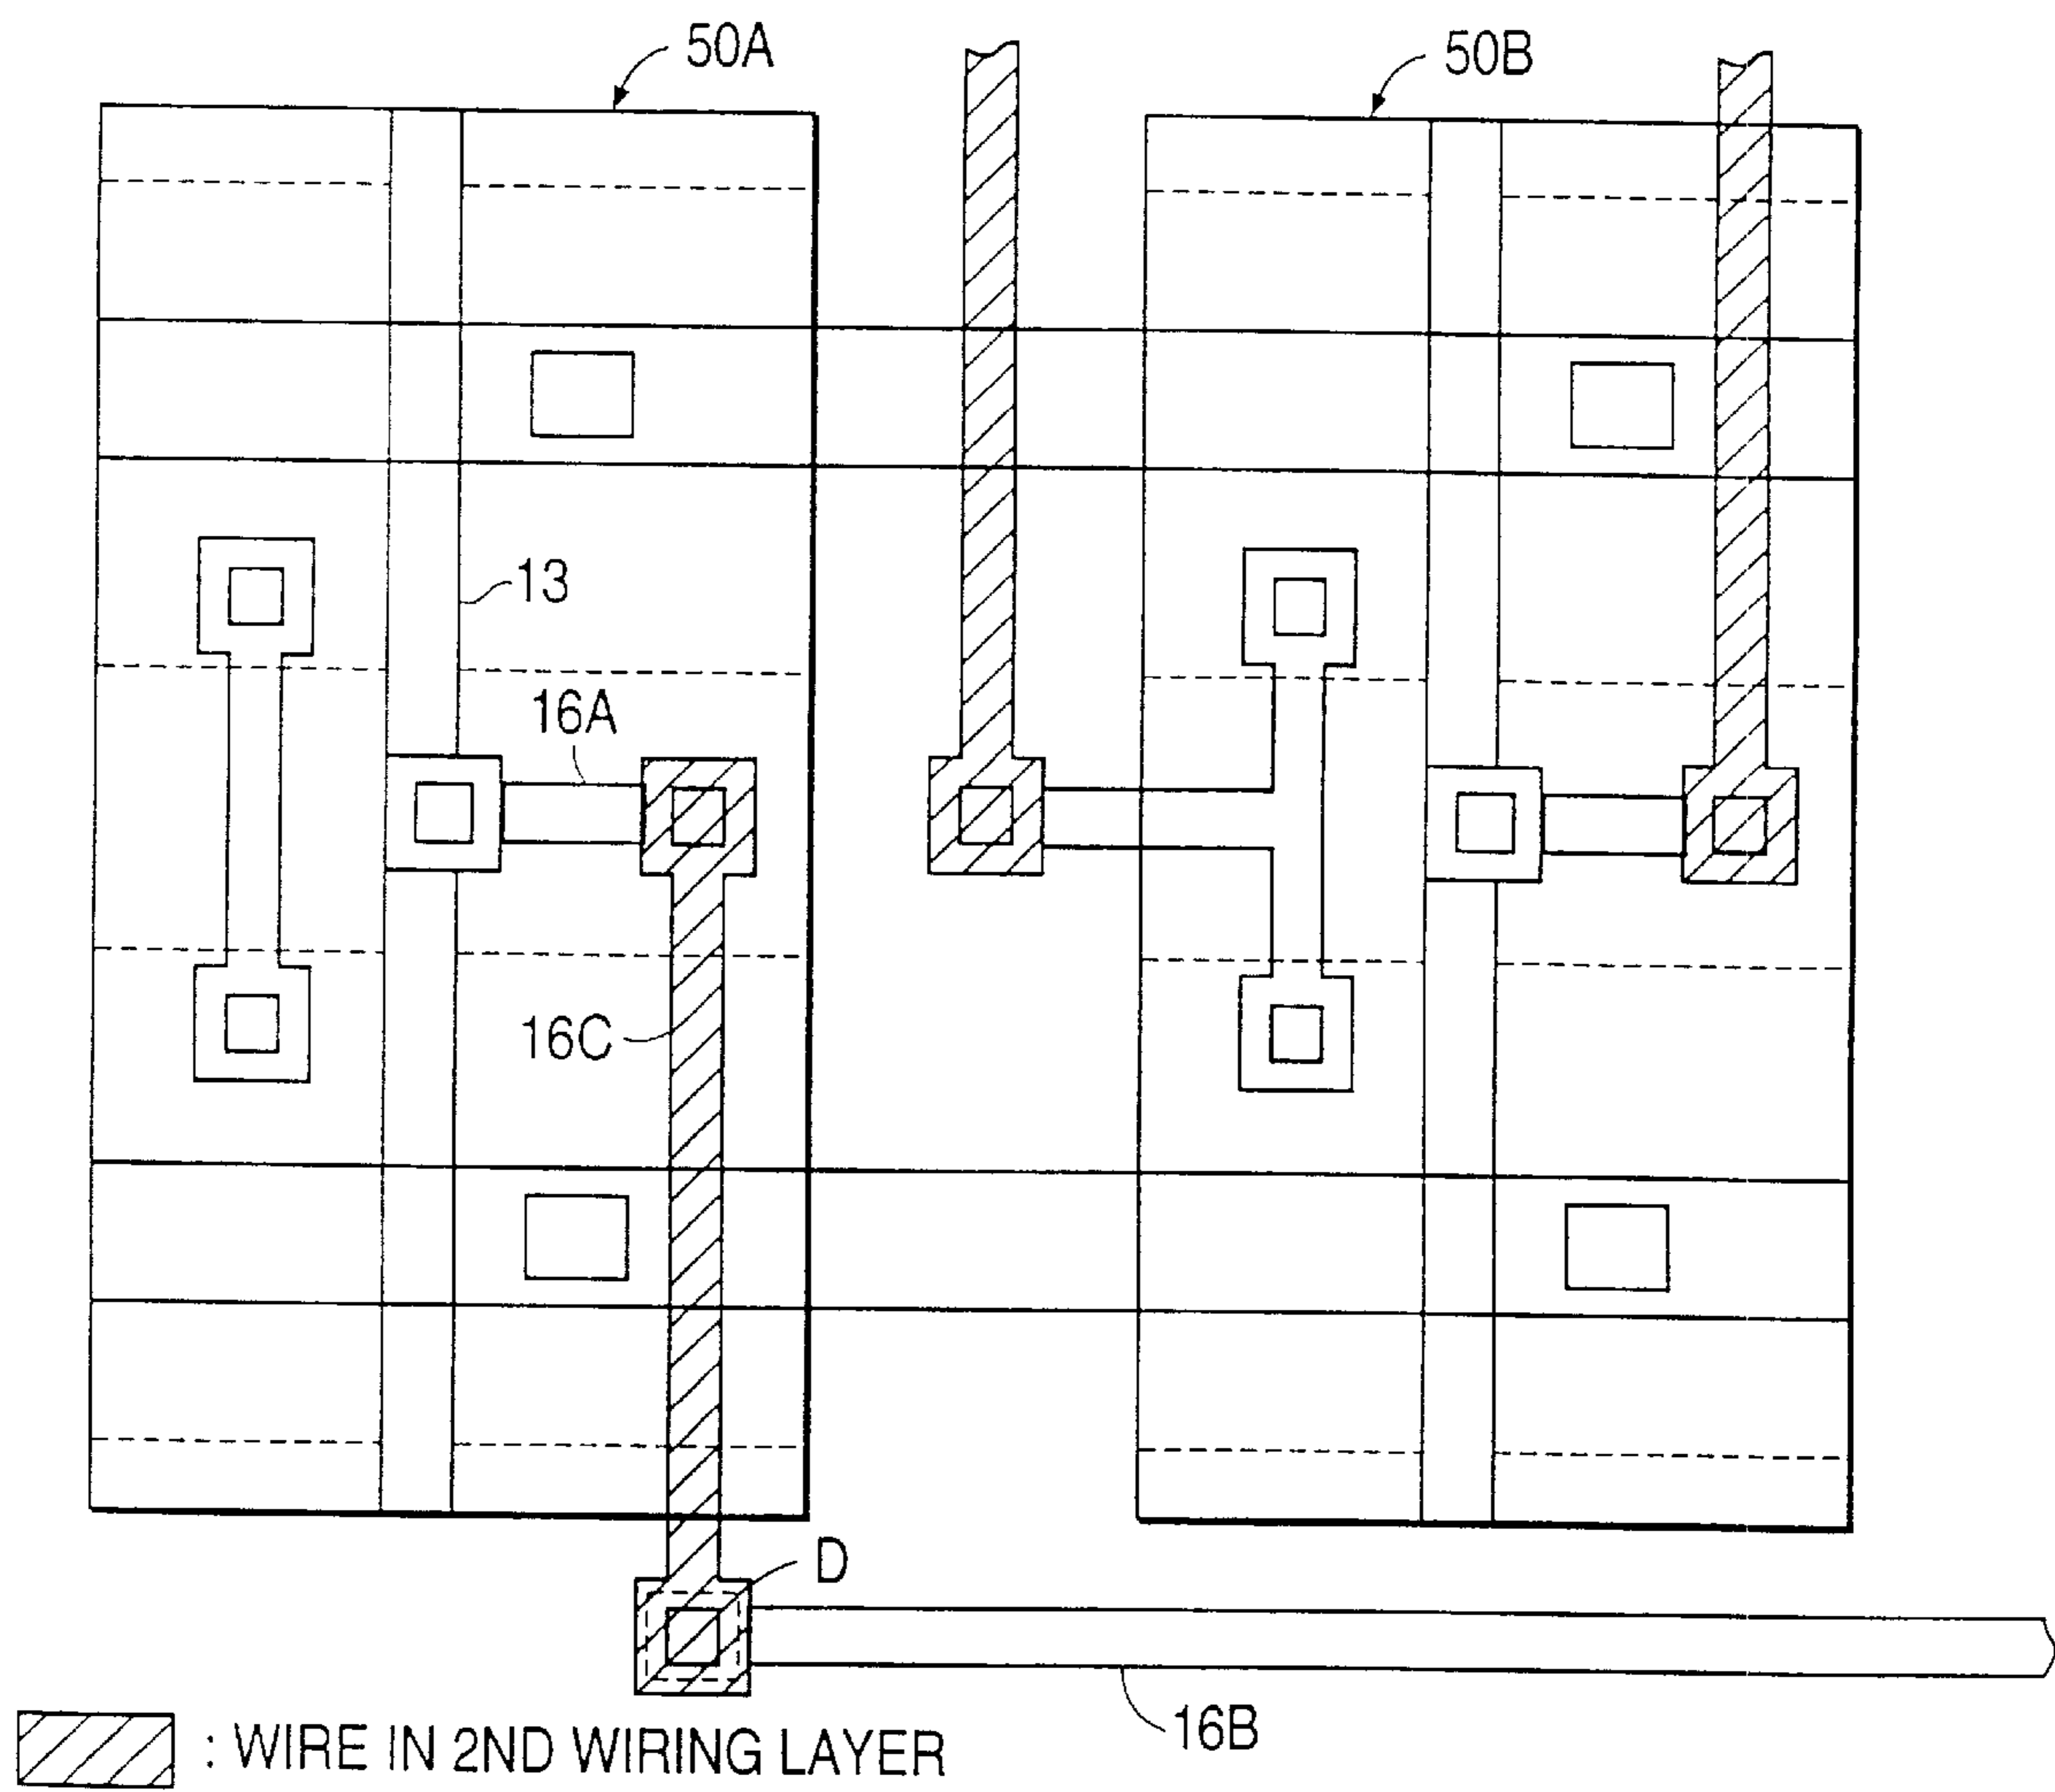 50A
50B
13
16A
16C
D
16B
: WIRE IN 2ND WIRING LAYER